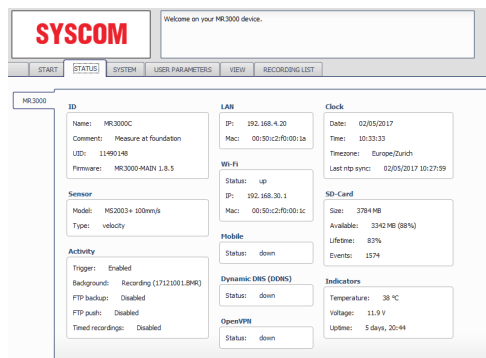 SYSCOM
Welcome on your MR3000 device.
START STATUS SYSTEM USER PARAMETERS VIEW RECORDING LIST
MR3000
ID
Name: MR3000C
Comment: Measure at foundation
UID: 11490148
Firmware: MR3000-MAIN 1.8.5
Sensor
Model: MS2003+ 100mm/s
Type: velocity
Activity
Trigger: Enabled
Background: Recording (17121001.BMR)
FTP backup: Disabled
FTP push: Disabled
Timed recordings: Disabled
LAN
IP: 192.168.4.20
Mac: 00:50:c2:f0:00:1a
Wi-Fi
Status: up
IP: 192.168.30.1
Mac: 00:50:c2:f0:00:1c
Mobile
Status: down
Dynamic DNS (DDNS)
Status: down
OpenVPN
Status: down
Clock
Date: 02/05/2017
Time: 10:33:33
Timezone: Europe/Zurich
Last ntp sync: 02/05/2017 10:27:59
SD-Card
Size: 3784 MB
Available: 3342 MB (88%)
Lifetime: 83%
Events: 1574
Indicators
Temperature: 38 °C
Voltage: 11.9 V
Uptime: 5 days, 20:44